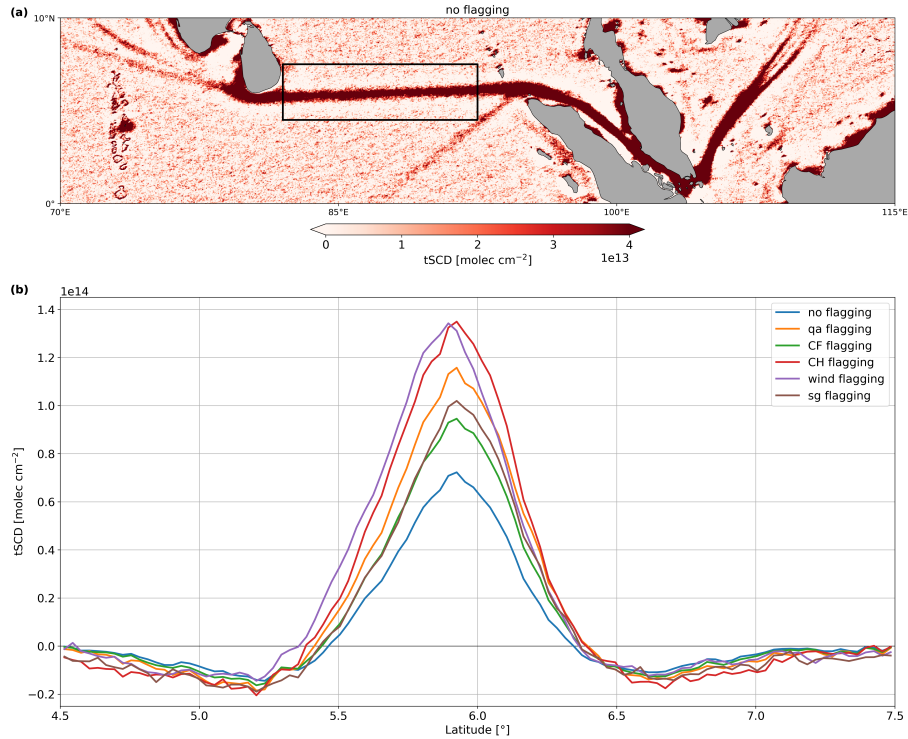 (a)
no flagging
10°N
0°
70°E
85°E
100°E
115°E
0
1
2
3
4
1e13
tSCD [molec cm⁻²]
(b)
1e14
1.4
1.2
1.0
0.8
0.6
0.4
0.2
0.0
−0.2
tSCD [molec cm⁻²]
no flagging
qa flagging
CF flagging
CH flagging
wind flagging
sg flagging
4.5
5.0
5.5
6.0
6.5
7.0
7.5
Latitude [°]